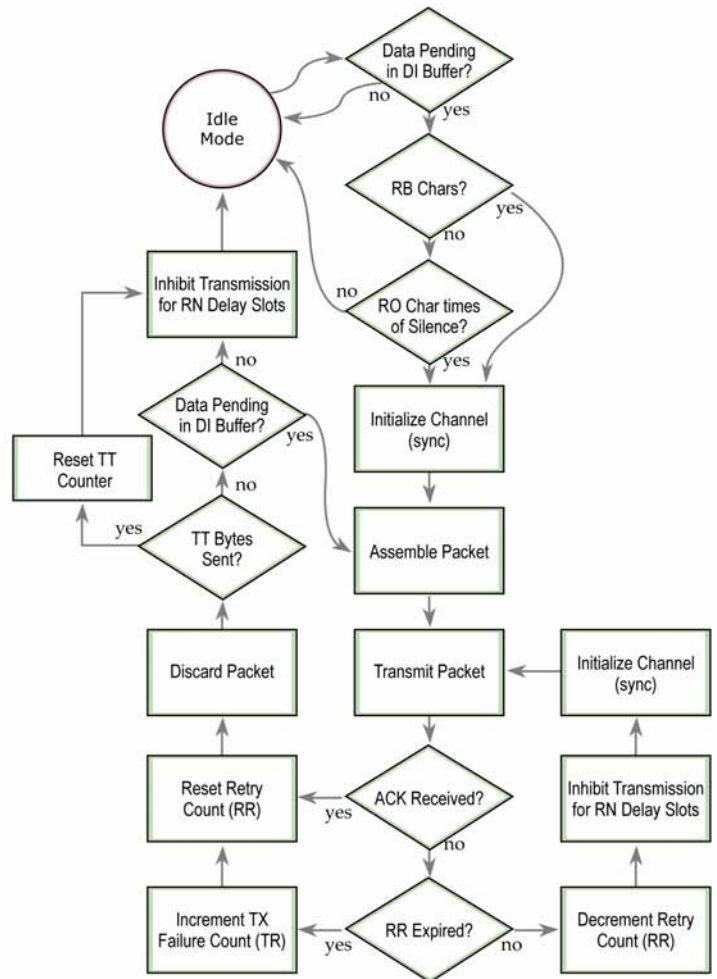 Data Pending
in DI Buffer?
no
yes
Idle
Mode
RB Chars?
yes
no
Inhibit Transmission
for RN Delay Slots
no
RO Char times
of Silence?
yes
no
Data Pending
in DI Buffer?
yes
Initialize Channel
(sync)
Reset TT
Counter
no
yes
TT Bytes
Sent?
Assemble Packet
Discard Packet
Transmit Packet
Initialize Channel
(sync)
Reset Retry
Count (RR)
yes
ACK Received?
no
Inhibit Transmission
for RN Delay Slots
Increment TX
Failure Count (TR)
yes
RR Expired?
no
Decrement Retry
Count (RR)